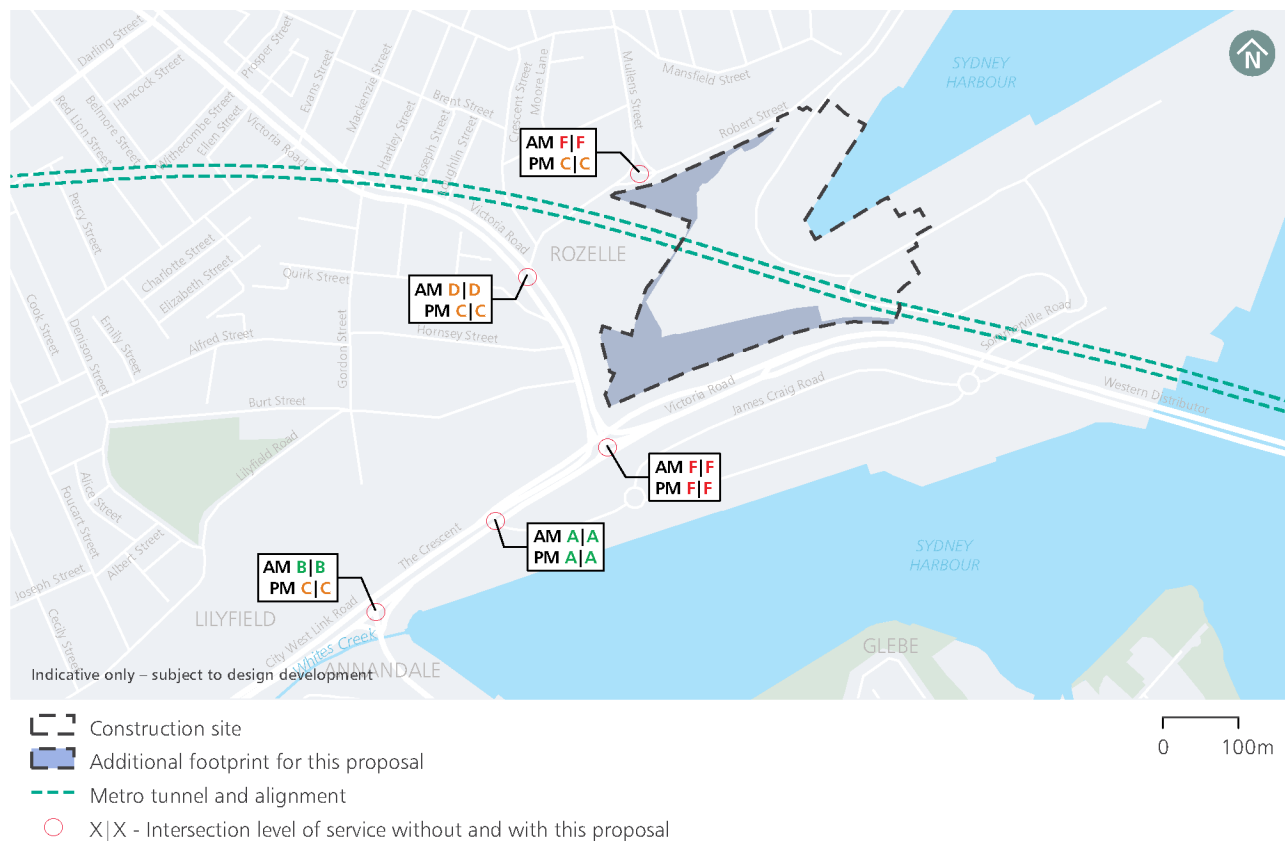 Darling Street
Hancock Street
Prosper Street
Evans Street
Mackenzie Street
Red Lion Street
Belmore Street
Withecombe Street
Ellen Street
Victoria Road
Hartley Street
Joseph Street
Loughlin Street
Brent Street
Crescent Street
Moore Lane
Mullens Street
Mansfield Street
Robert Street
SYDNEY
HARBOUR
N
AM F|F
PM C|C
Percy Street
Charlotte Street
Elizabeth Street
Quirk Street
Victoria Road
ROZELLE
AM D|D
PM C|C
Cook Street
Denison Street
Emily Street
Alfred Street
Gordon Street
Hornsey Street
Burt Street
Lilyfield Road
Victoria Road
James Craig Road
Sommerville Road
Western Distributor
AM F|F
PM F|F
Foucart Street
Alice Street
Albert Street
Joseph Street
Cecily Street
The Crescent
AM A|A
PM A|A
AM B|B
PM C|C
LILYFIELD
City West Link Road
Whites Creek
ANNANDALE
SYDNEY
HARBOUR
GLEBE
Indicative only – subject to design development
Construction site
Additional footprint for this proposal
Metro tunnel and alignment
X|X - Intersection level of service without and with this proposal
0 100m